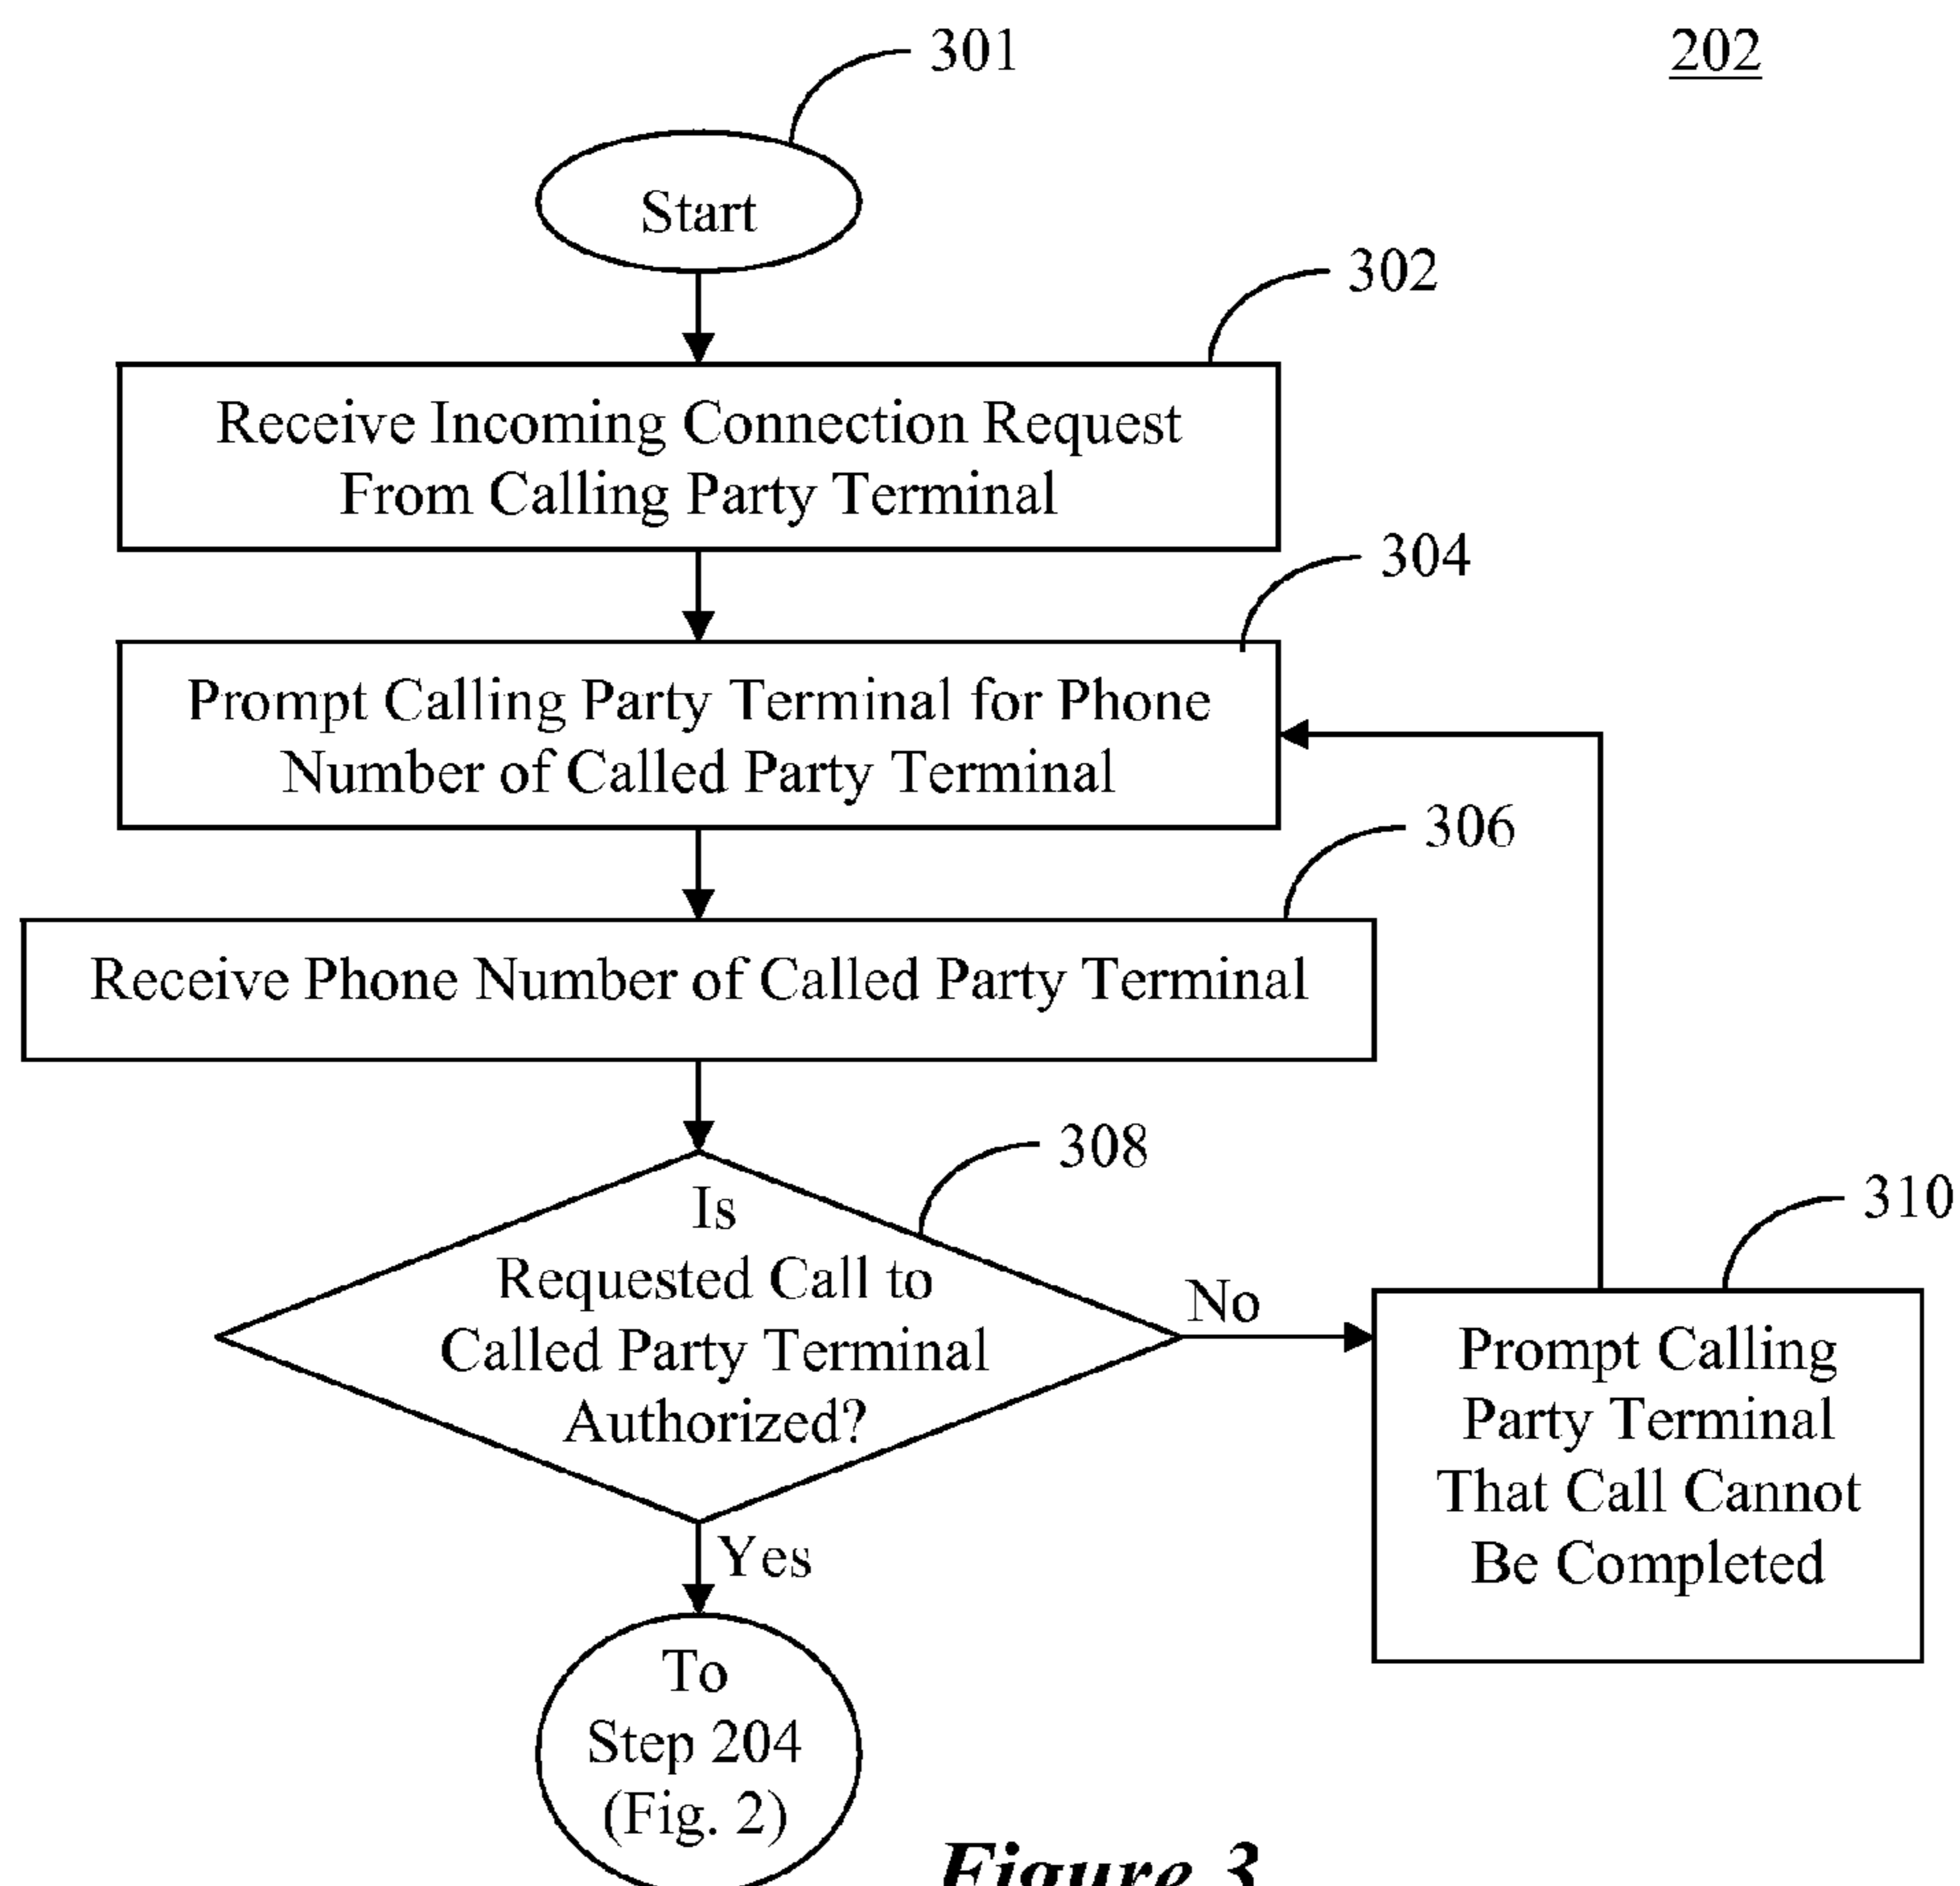 301
202
Start
302
Receive Incoming Connection Request
From Calling Party Terminal
304
Prompt Calling Party Terminal for Phone
Number of Called Party Terminal
306
Receive Phone Number of Called Party Terminal
308
Is
Requested Call to
Called Party Terminal
Authorized?
No
310
Prompt Calling
Party Terminal
That Call Cannot
Be Completed
Yes
To
Step 204
(Fig. 2)
Figure 3